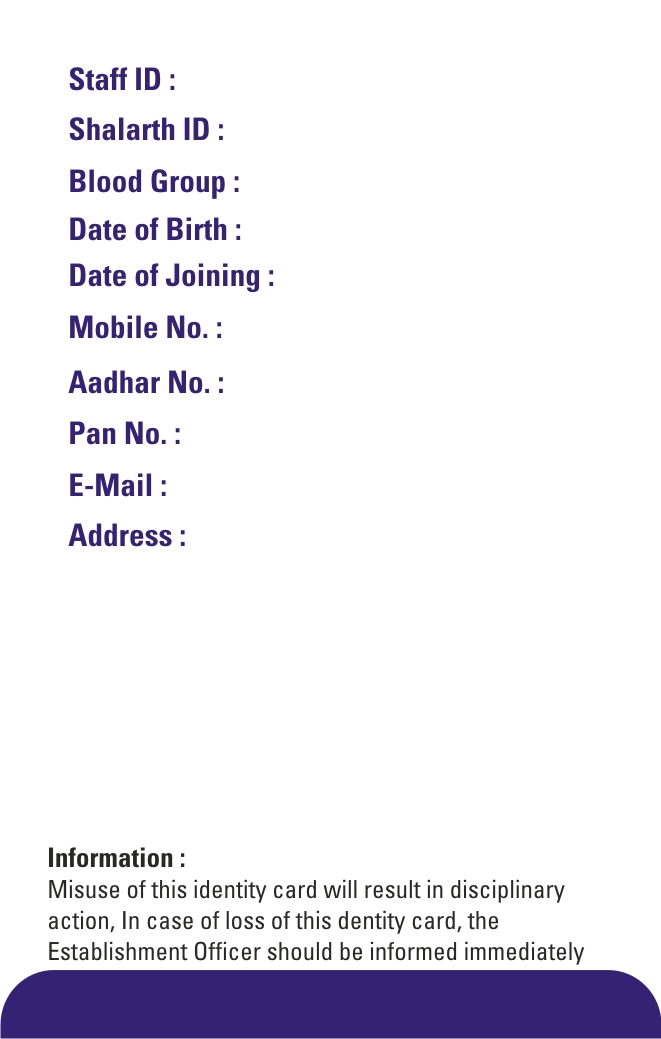 Staff ID :
Shalarth ID :
Blood Group :
Date of Birth :
Date of Joining :
Mobile No. :
Aadhar No. :
Pan No. :
E-Mail :
Address :
Information :
Misuse of this identity card will result in disciplinary
action, In case of loss of this dentity card, the
Establishment Officer should be informed immediately